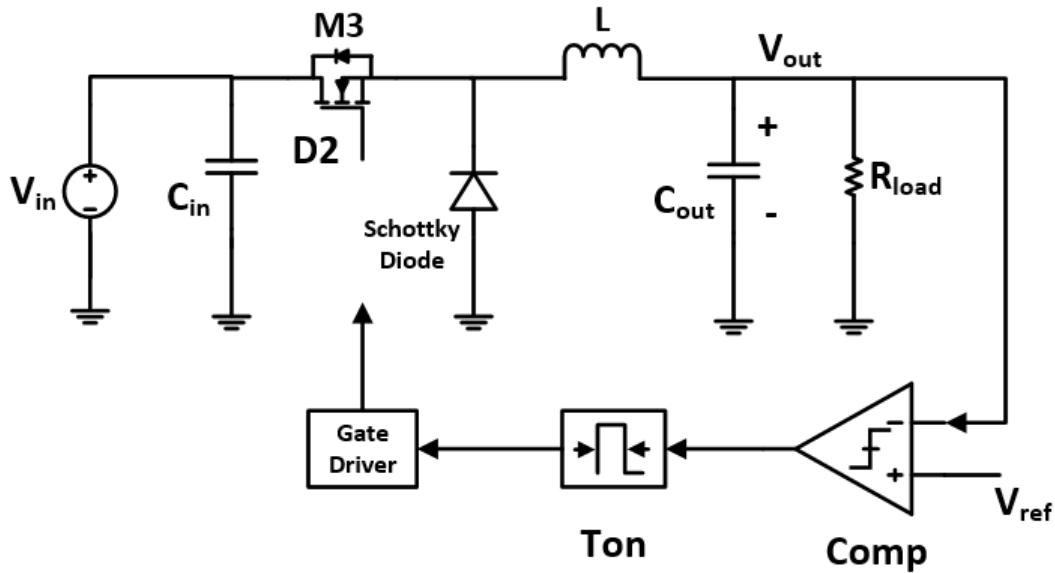 M3
L
Vout
D2
+
-
Vin
+
-
Cin
Schottky
Diode
Cout
Rload
Gate
Driver
-
+
Vref
Ton
Comp